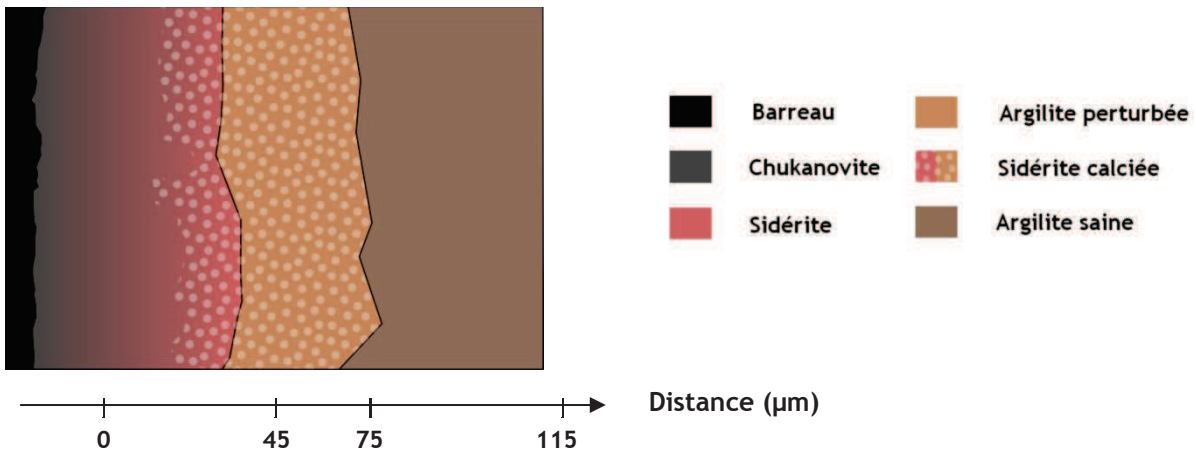 Barreau
Argilite perturbée
Chukanovite
Sidérite calciée
Sidérite
Argilite saine
Distance (µm)
0 45 75 115